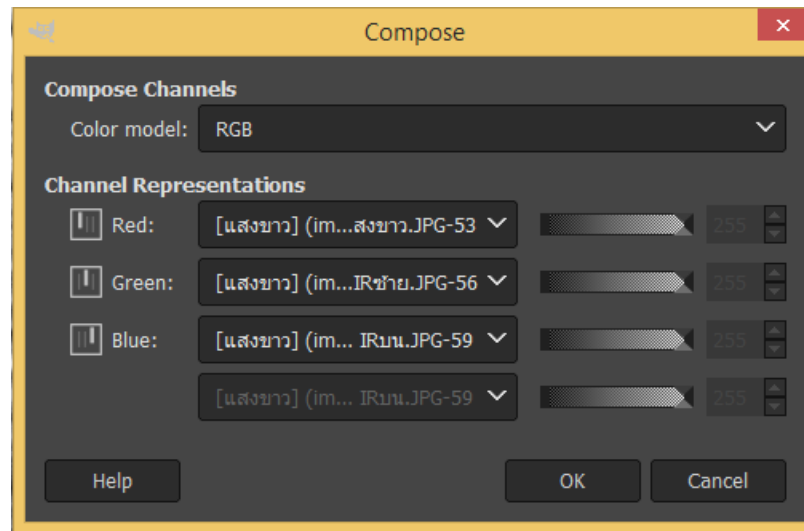 Compose
Compose Channels
Color model: RGB
Channel Representations
Red: [แสงขาว] (im...สงขาว.JPG-53 255
Green: [แสงขาว] (im...IRซ้าย.JPG-56 255
Blue: [แสงขาว] (im... IRบน.JPG-59 255
[แสงขาว] (im... IRบน.JPG-59 255
Help OK Cancel